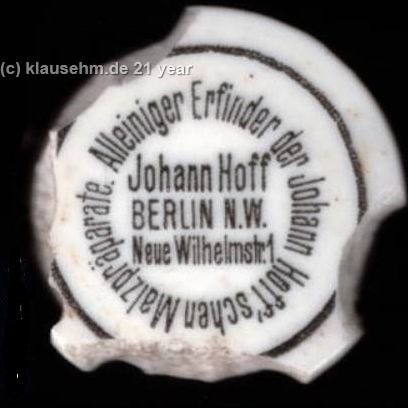 (c) klausehm.de 21 year
Alleiniger Erfinder der Johann Hoff'schen Malzpräparate.
Johann Hoff
BERLIN N.W.
Neue Wilhelmstr.1.